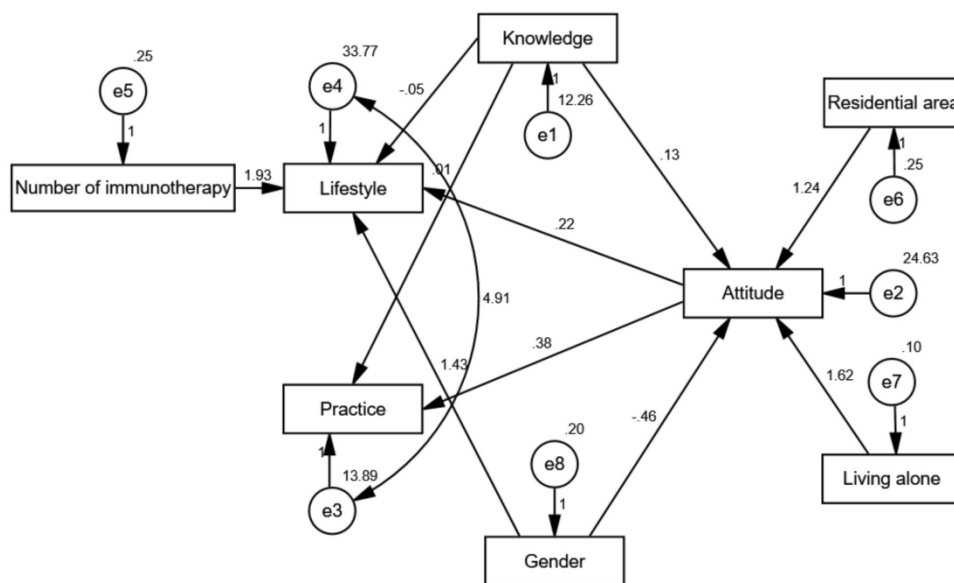 33.77
Knowledge
.25
e5
e4
-.05
1
12.26
e1
Residential area
1
1
.13
1
.25
e6
Number of immunotherapy
1.93
Lifestyle
.01
1.24
.22
24.63
Attitude
1
e2
4.91
.38
.10
1.43
1.62
e7
Practice
-.46
.20
1
1
13.89
e8
e3
1
Living alone
Gender